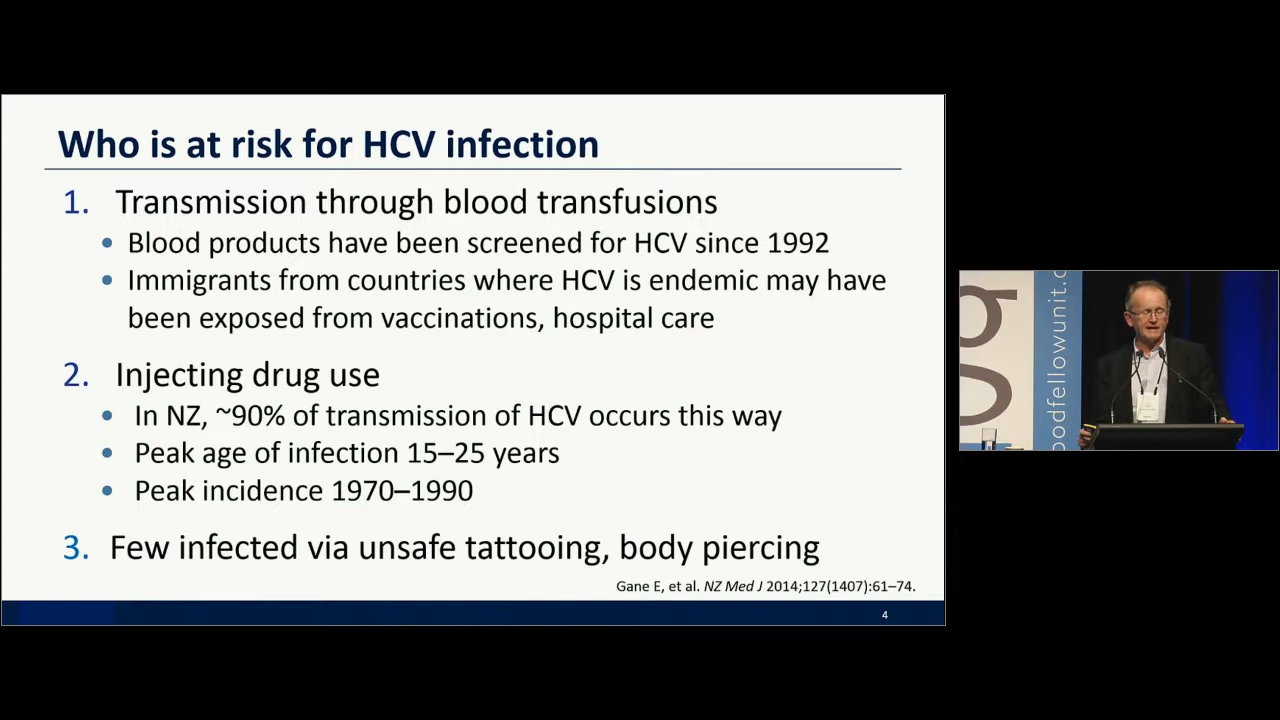 Who is at risk for HCV infection
1. Transmission through blood transfusions
• Blood products have been screened for HCV since 1992
• Immigrants from countries where HCV is endemic may have
been exposed from vaccinations, hospital care
2. Injecting drug use
• In NZ, ~90% of transmission of HCV occurs this way
• Peak age of infection 15–25 years
• Peak incidence 1970–1990
3. Few infected via unsafe tattooing, body piercing
Gane E, et al. NZ Med J 2014;127(1407):61–74.
4
g
oodfellowunit.c